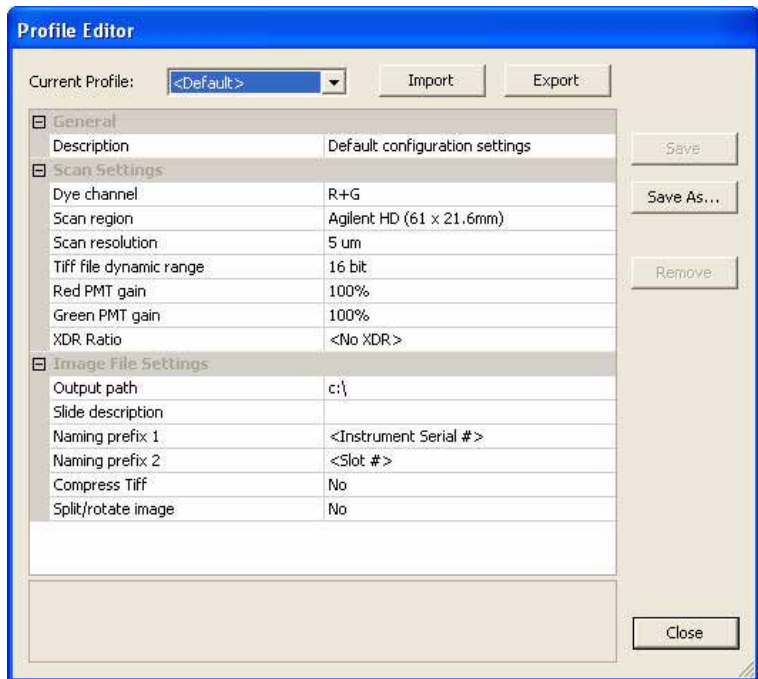 Profile Editor
Current Profile: <Default> Import Export
General
Description Default configuration settings
Save
Scan Settings
Dye channel R+G
Save As...
Scan region Agilent HD (61 x 21.6mm)
Scan resolution 5 um
Tiff file dynamic range 16 bit
Remove
Red PMT gain 100%
Green PMT gain 100%
XDR Ratio <No XDR>
Image File Settings
Output path c:\
Slide description
Naming prefix 1 <Instrument Serial #>
Naming prefix 2 <Slot #>
Compress Tiff No
Split/rotate image No
Close